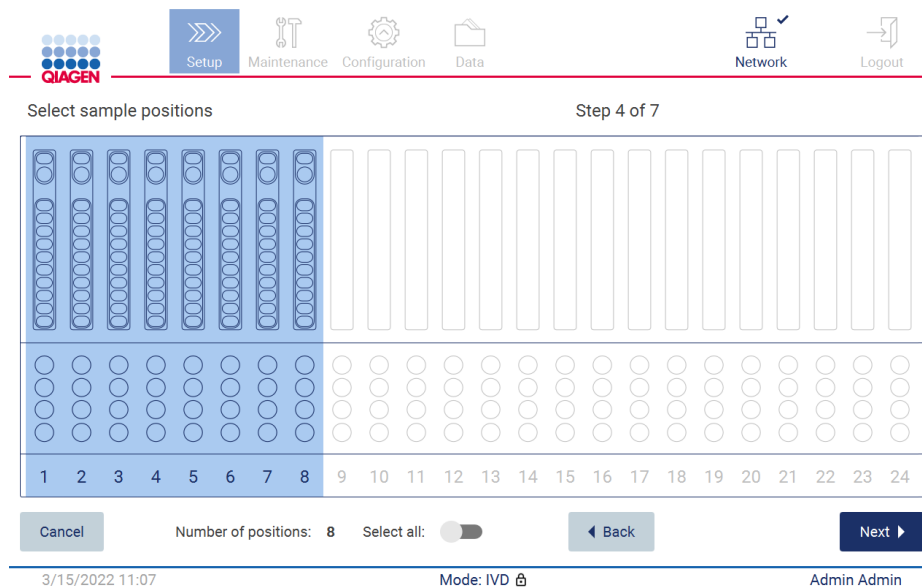 QIAGEN
Setup
Maintenance
Configuration
Data
Network
Logout
Select sample positions
Step 4 of 7
1 2 3 4 5 6 7 8 9 10 11 12 13 14 15 16 17 18 19 20 21 22 23 24
Cancel
Number of positions: 8
Select all:
Back
Next
3/15/2022 11:07
Mode: IVD
Admin Admin